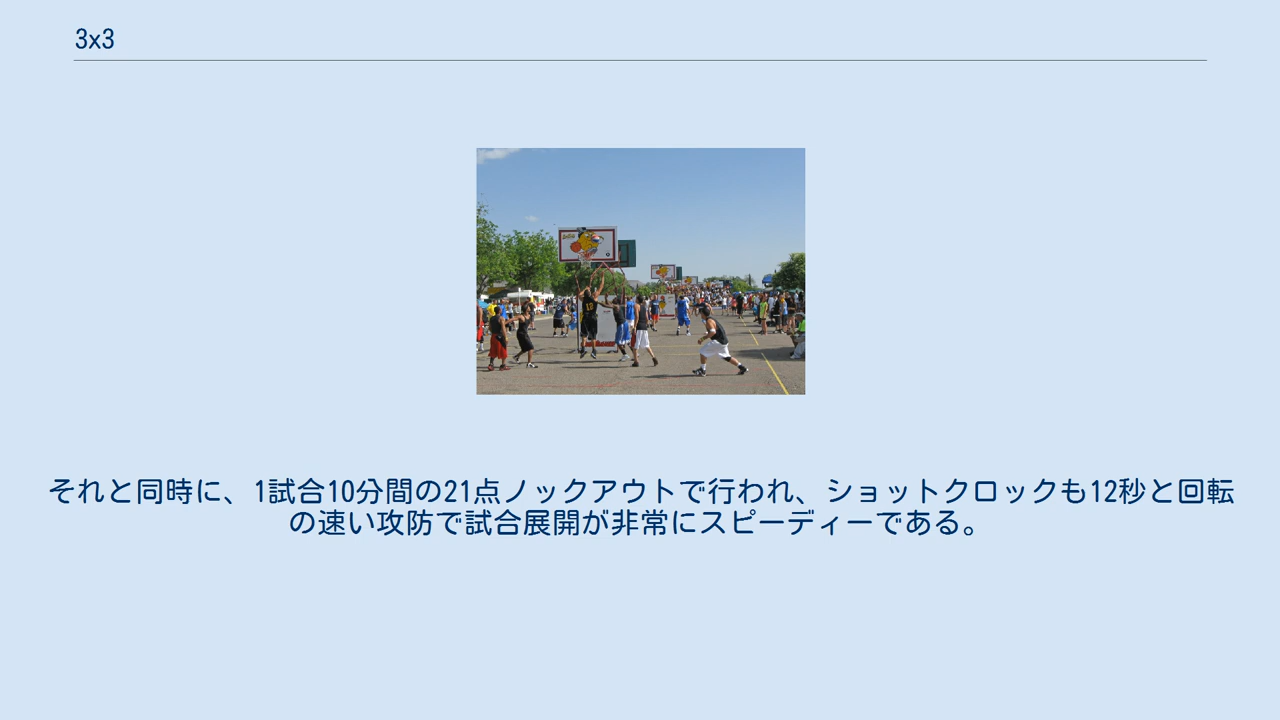 3x3
それと同時に、1試合10分間の21点ノックアウトで行われ、ショットクロックも12秒と回転
の速い攻防で試合展開が非常にスピーディーである。